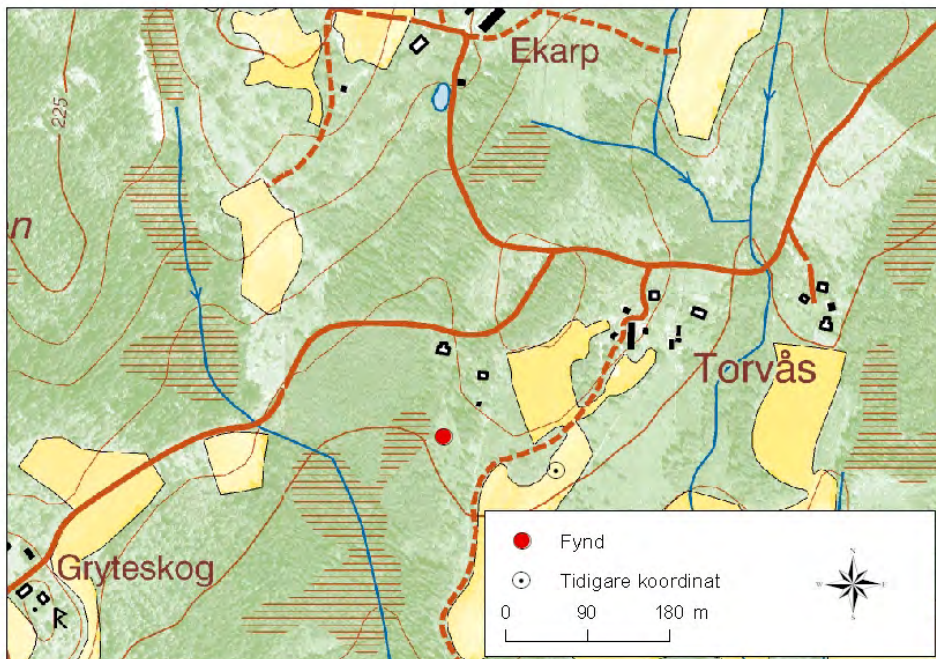 Ekarp
225
n
Torvås
Gryteskog
R
Fynd
Tidigare koordinat
0 90 180 m
N
W E
S